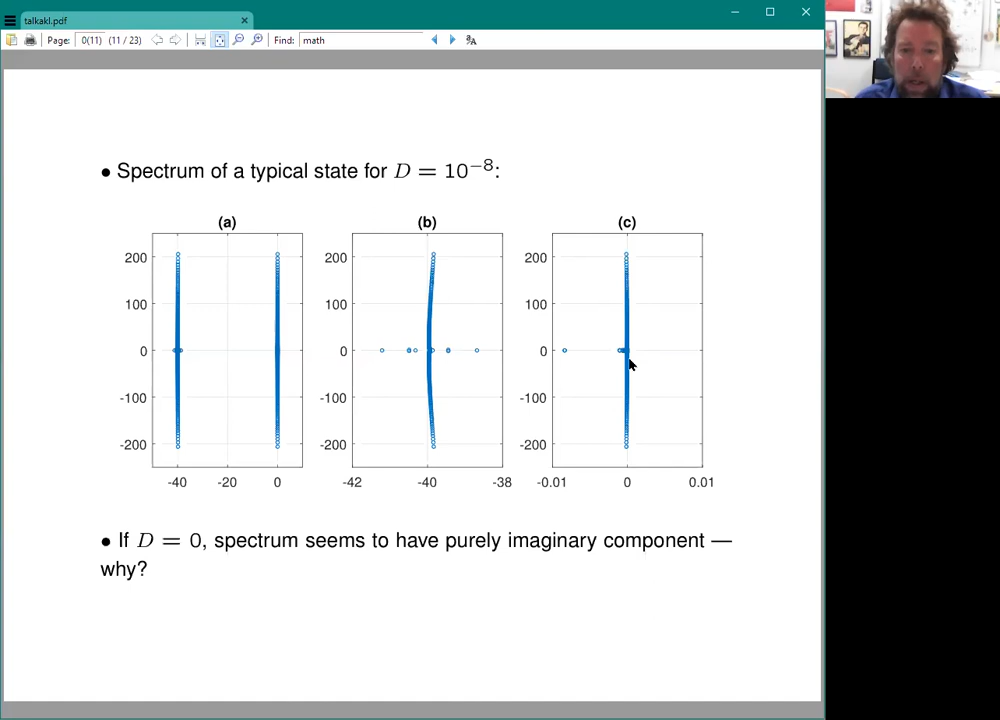 talkakl.pdf
Page: 0(11) (11 / 23) Find: math
• Spectrum of a typical state for D = 10⁻⁸:
(a) (b) (c)
200 200 200
100 100 100
0 0 0
-100 -100 -100
-200 -200 -200
-40 -20 0 -42 -40 -38 -0.01 0 0.01
• If D = 0, spectrum seems to have purely imaginary component —
why?